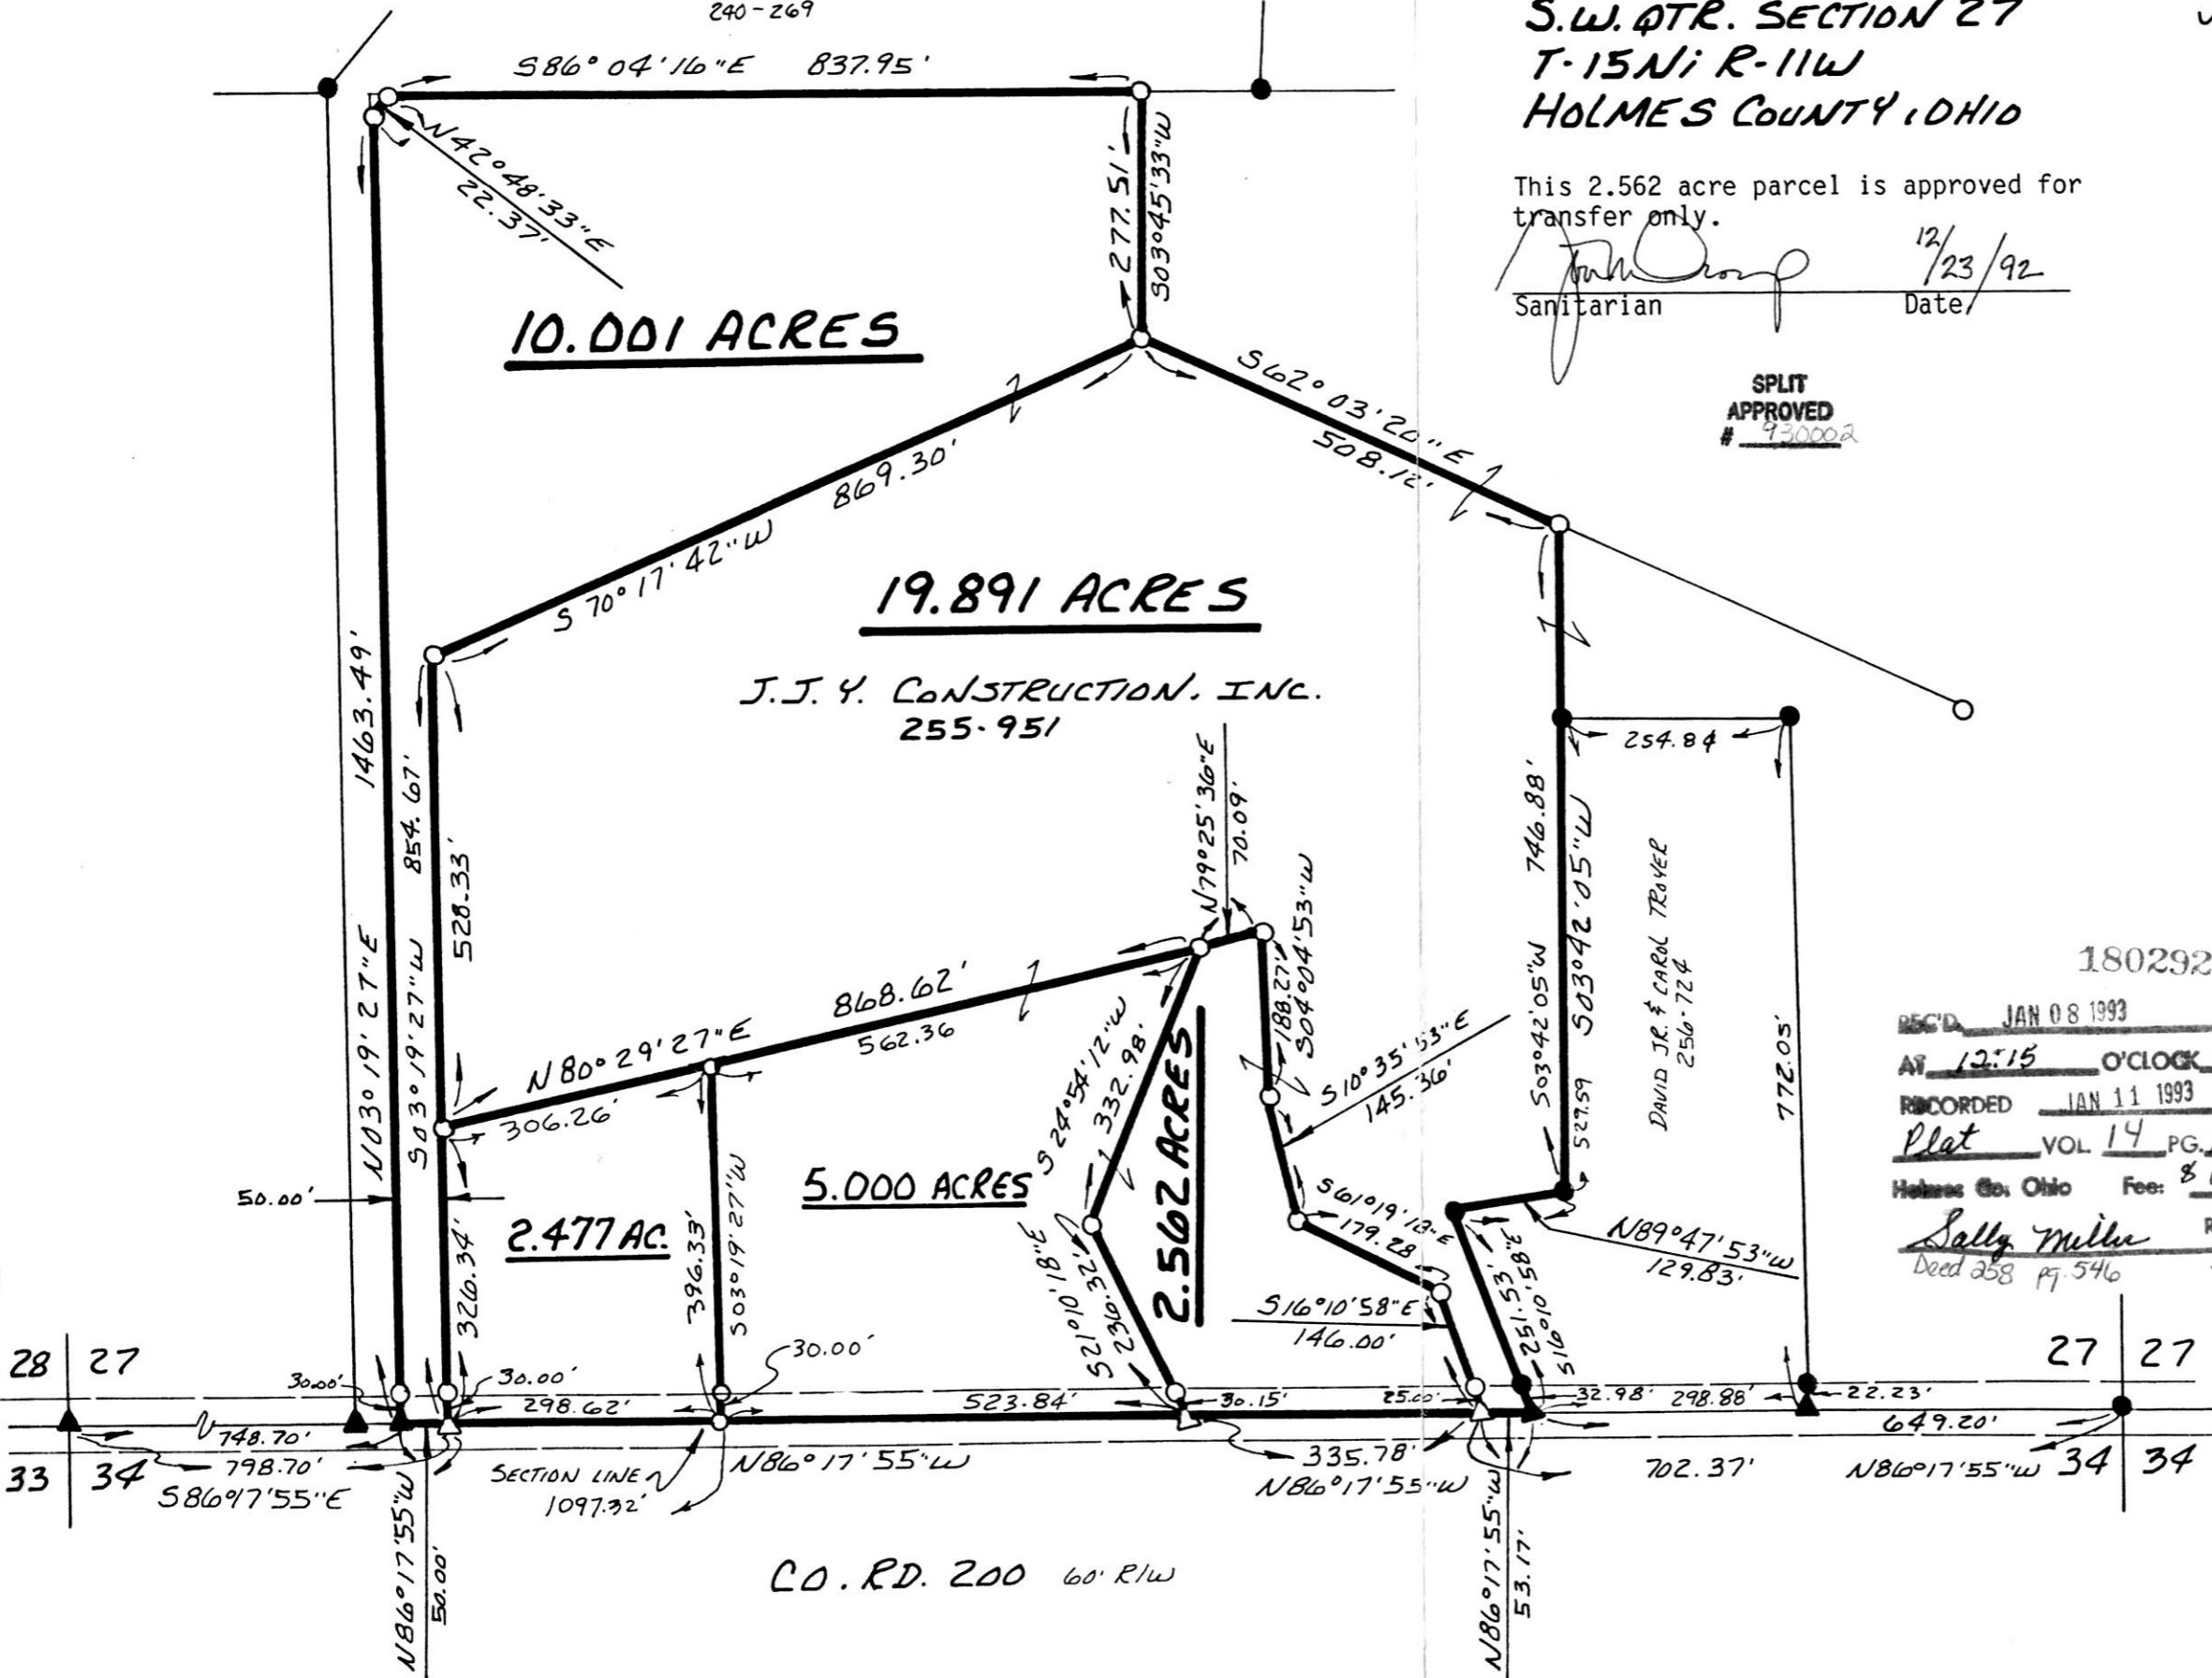 240-269
S86° 04' 16" E 837.95'
S.W. QTR. SECTION 27
T-15N; R-11W
HOLMES COUNTY, OHIO
This 2.562 acre parcel is approved for
transfer only.
12/23/92
Sanitarian Date
SPLIT
APPROVED
# 930002
N42° 48' 33" E
22.37'
277.51'
S03° 45' 33" W
10.001 ACRES
S62° 03' 20" E
508.12'
869.30'
S 70° 17' 42" W
19.891 ACRES
J.J.Y. CONSTRUCTION, INC.
255-951
1463.49'
N03° 19' 27" E
854.67'
S03° 19' 27" W
528.33'
254.84
N79° 25' 36" E
70.09'
746.88'
S03° 42' 05" W
S03° 42' 05" W
527.59
DAVID JR. & CAROL TROYER
256-724
772.05'
868.62'
N80° 29' 27" E
562.36
306.26'
188.27'
S04° 04' 53" W
S10° 35' 53" E
145.36'
S 24° 54' 12" W
332.98'
2.562 ACRES
5.000 ACRES
2.477 AC.
50.00'
326.34'
396.33'
S03° 19' 27" W
S21° 10' 18" E
236.32'
S61° 19' 12" E
179.28
S16° 10' 58" E
146.00'
251.53'
S16° 10' 58" E
N89° 47' 53" W
129.83'
180292
REC'D. JAN 08 1993
AT 12:15 O'CLOCK
RECORDED JAN 11 1993
Plat VOL. 14 PG.
Holmes Co. Ohio Fee: $
Sally Miller
Deed 258 pg. 546
28 27
27 27
30.00' 30.00' 30.00'
298.62' 523.84' 30.15' 25.00' 32.98' 298.88' 22.23'
748.70' 649.20'
33 34 798.70'
S86°17'55"E
SECTION LINE
1097.32'
N86° 17' 55" W
335.78'
N86° 17' 55" W
702.37' N86° 17' 55" W 34 34
N86° 17' 55" W
50.00'
N86° 17' 55" W
53.17'
CO. RD. 200 60' R/W